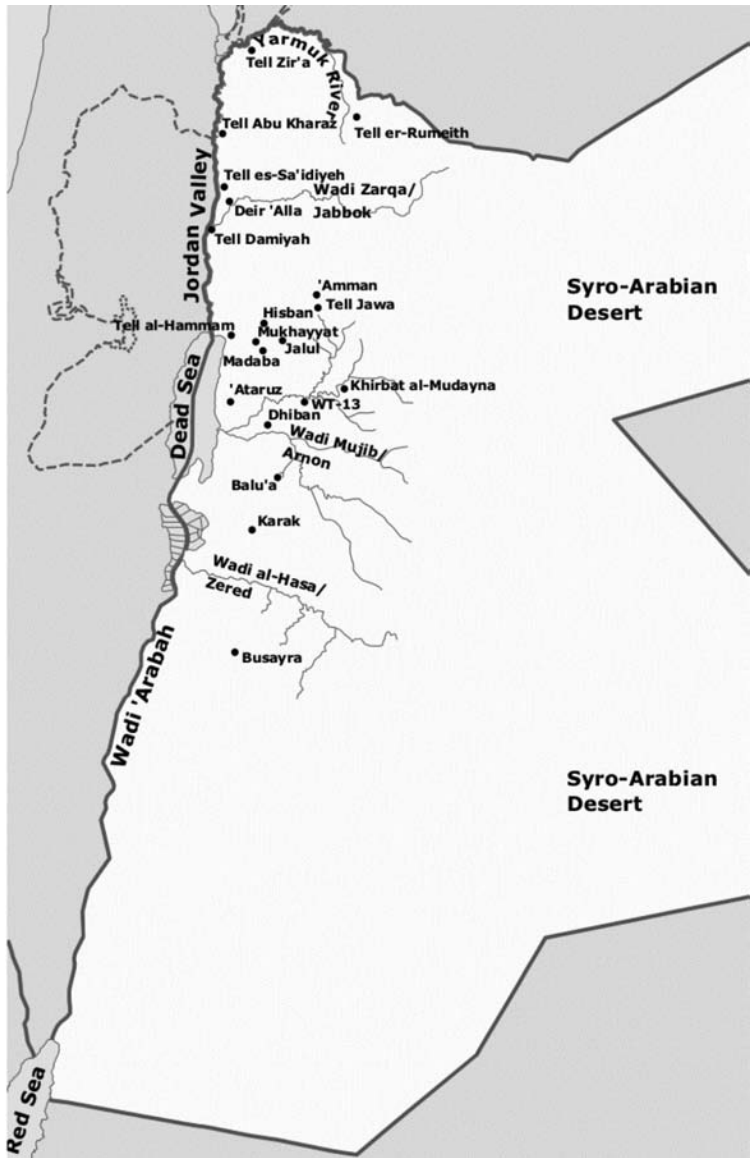 Yarmuk River
Tell Zir'a
Tell Abu Kharaz
Tell er-Rumeith
Jordan Valley
Tell es-Sa'idiyeh
Wadi Zarqa/
Jabbok
Deir 'Alla
Tell Damiyah
'Amman
Tell Jawa
Syro-Arabian
Desert
Hisban
Tell al-Hammam
Mukhayyat
Jalul
Madaba
Dead Sea
Khirbat al-Mudayna
'Ataruz
WT-13
Dhiban
Wadi Mujib/
Arnon
Balu'a
Karak
Wadi al-Hasa/
Zered
Busayra
Wadi 'Arabah
Syro-Arabian
Desert
Red Sea